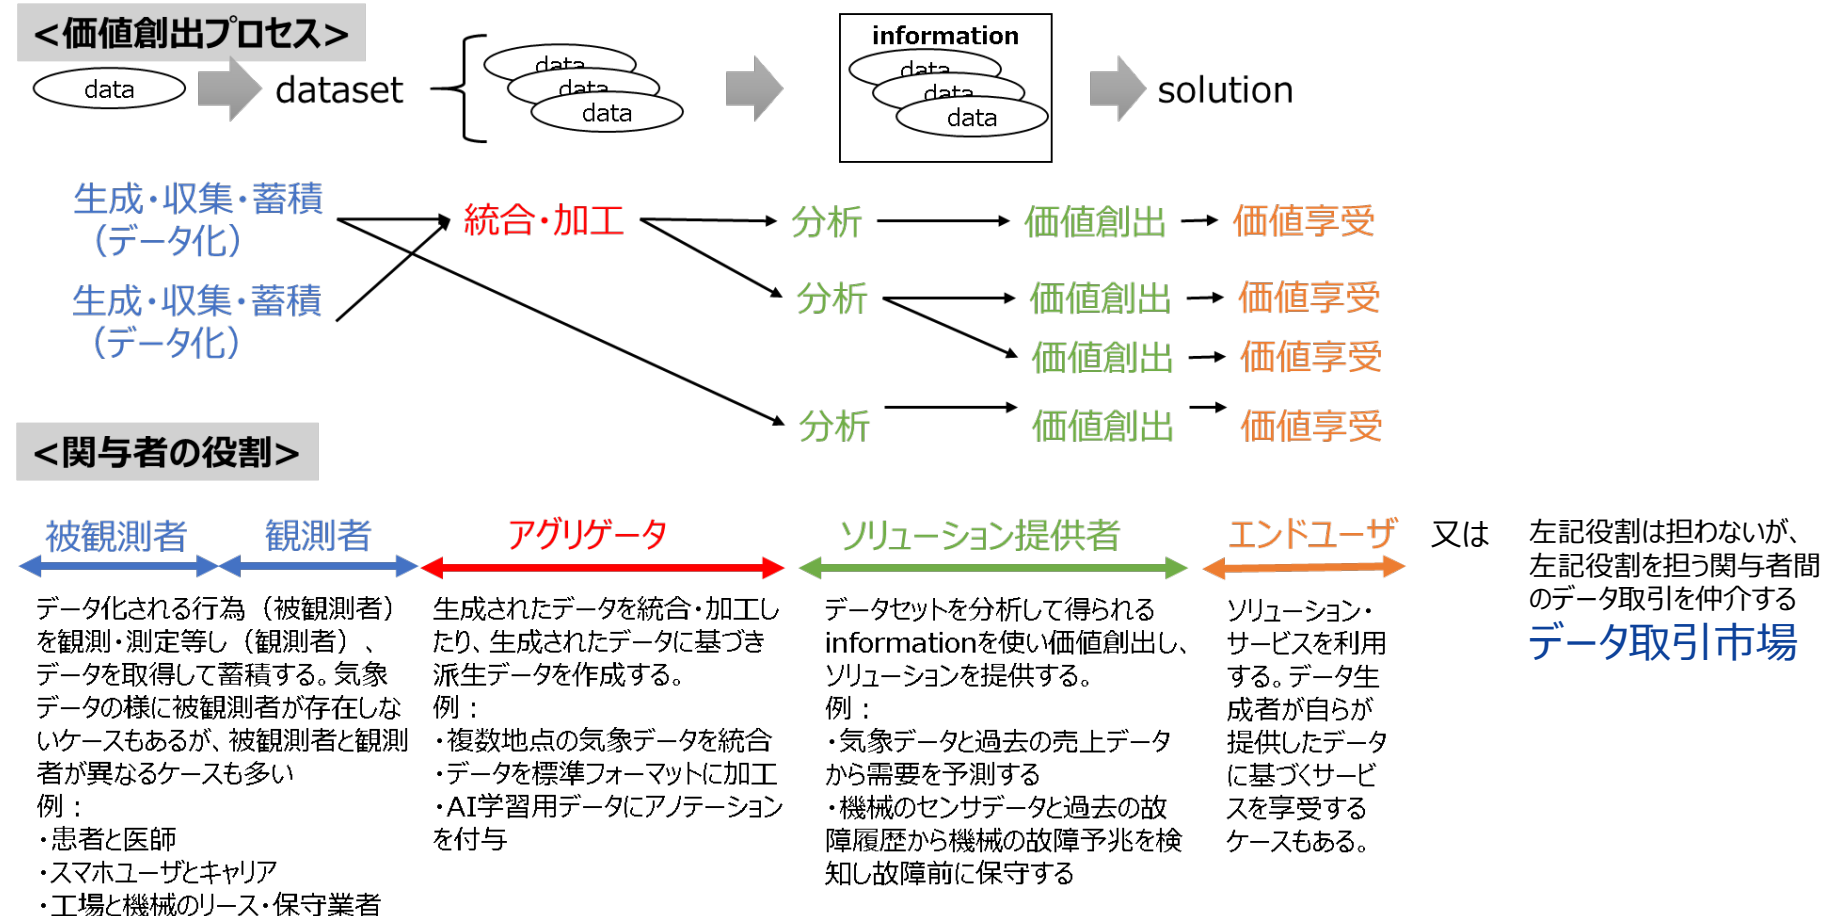 <価値創出プロセス>
data
dataset
data
data
data
information
data
data
data
solution
生成・収集・蓄積
（データ化）
統合・加工
分析
価値創出
価値享受
生成・収集・蓄積
（データ化）
分析
価値創出
価値享受
価値創出
価値享受
分析
価値創出
価値享受
<関与者の役割>
被観測者
観測者
アグリゲータ
ソリューション提供者
エンドユーザ
又は
データ化される行為（被観測者）
を観測・測定等し（観測者）、
データを取得して蓄積する。気象
データの様に被観測者が存在しな
いケースもあるが、被観測者と観測
者が異なるケースも多い
例：
・患者と医師
・スマホユーザとキャリア
・工場と機械のリース・保守業者
生成されたデータを統合・加工し
たり、生成されたデータに基づき
派生データを作成する。
例：
・複数地点の気象データを統合
・データを標準フォーマットに加工
・AI学習用データにアノテーション
を付与
データセットを分析して得られる
informationを使い価値創出し、
ソリューションを提供する。
例：
・気象データと過去の売上データ
から需要を予測する
・機械のセンサデータと過去の故
障履歴から機械の故障予兆を検
知し故障前に保守する
ソリューション・
サービスを利用
する。データ生
成者が自らが
提供したデータ
に基づくサービ
スを享受する
ケースもある。
左記役割は担わないが、
左記役割を担う関与者間
のデータ取引を仲介する
データ取引市場